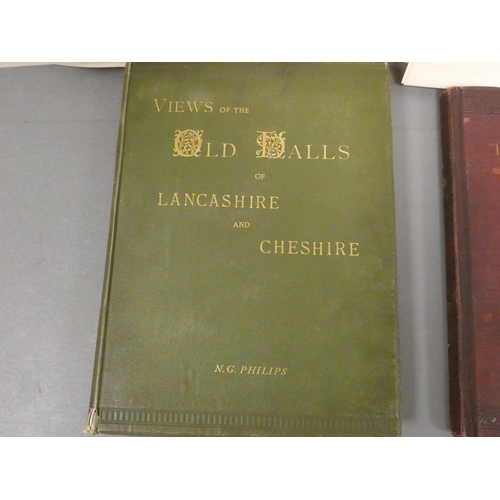 VIEWS OF THE
OLD HALLS
OF
LANCASHIRE
AND
CHESHIRE
N.G. PHILIPS